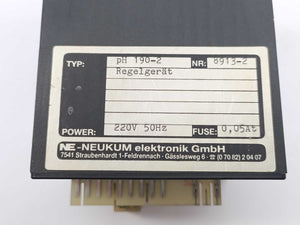 TYP: pH 190-2 NR: 8913-2
Regelgerät
POWER: 220V 50Hz FUSE: 0,05At
NE-NEUKUM elektronik GmbH
7541 Straubenhardt 1-Feldrennach - Gässlesweg 6 - ☎ (0 70 82) 2 04 07